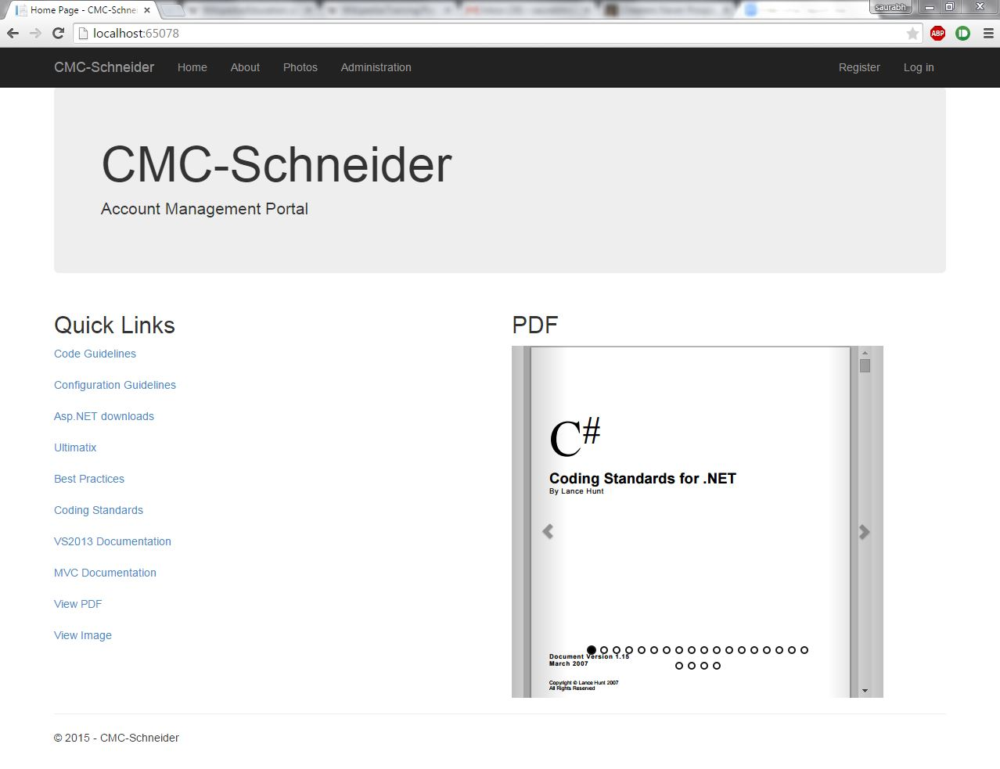 Home Page - CMC-Schne
saurabh
localhost:65078
ABP
CMC-Schneider Home About Photos Administration Register Log in
CMC-Schneider
Account Management Portal
Quick Links
Code Guidelines
Configuration Guidelines
Asp.NET downloads
Ultimatix
Best Practices
Coding Standards
VS2013 Documentation
MVC Documentation
View PDF
View Image
PDF
C#
Coding Standards for .NET
By Lance Hunt
Document Version 1.15
March 2007
Copyright © Lance Hunt 2007
All Rights Reserved
© 2015 - CMC-Schneider